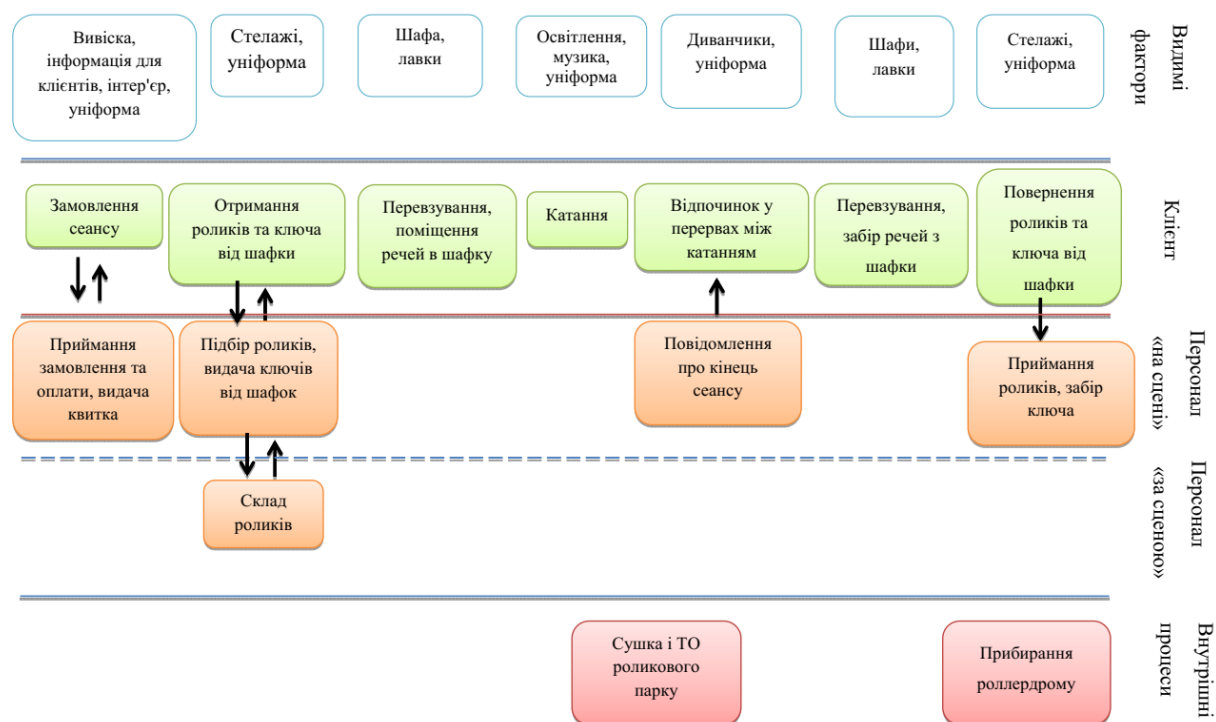 Вивіска,
інформація для
клієнтів, інтер'єр,
уніформа
Стелажі,
уніформа
Шафа,
лавки
Освітлення,
музика,
уніформа
Диванчики,
уніформа
Шафи,
лавки
Стелажі,
уніформа
Видимі
фактори
Замовлення
сеансу
Отримання
роликів та ключа
від шафки
Перевзування,
поміщення
речей в шафку
Катання
Відпочинок у
перервах між
катанням
Перевзування,
забір речей з
шафки
Повернення
роликів та
ключа від
шафки
Клієнт
Приймання
замовлення та
оплати, видача
квитка
Підбір роликів,
видача ключів
від шафок
Повідомлення
про кінець
сеансу
Приймання
роликів, забір
ключа
Персонал
«на сцені»
Склад
роликів
Персонал
«за сценою»
Сушка і ТО
роликового
парку
Прибирання
роллердрому
Внутрішні
процеси